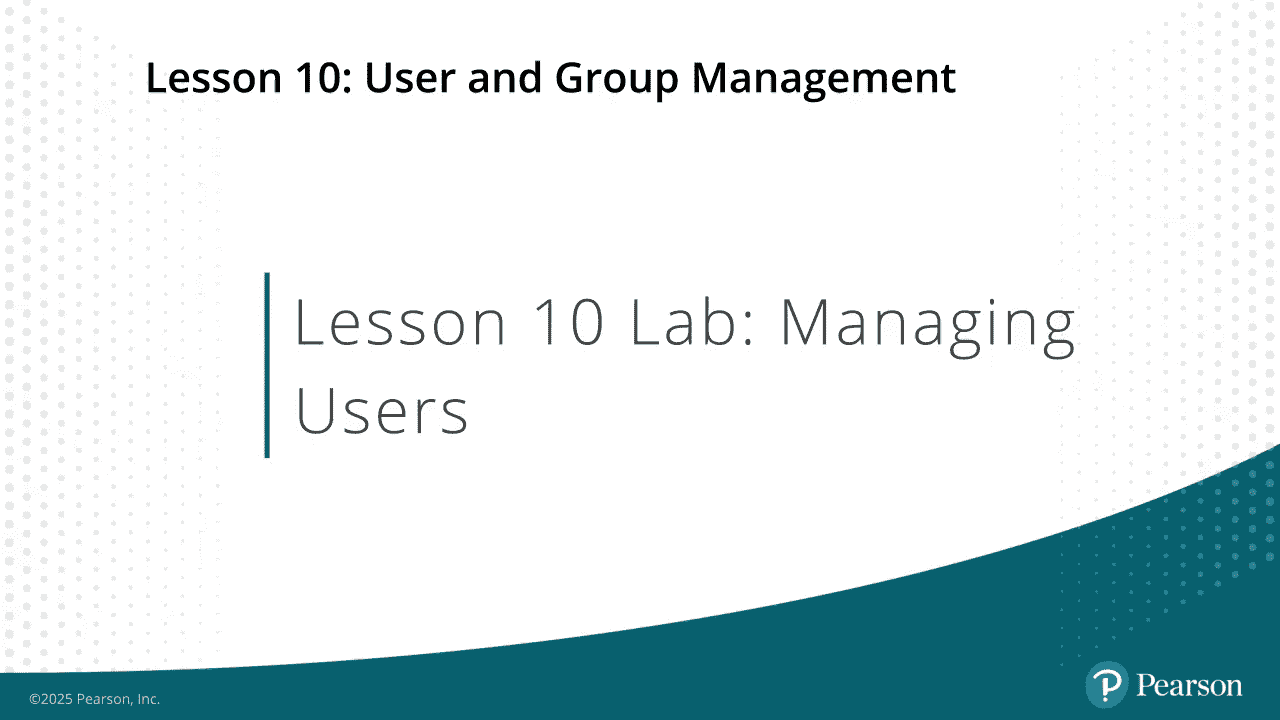 Lesson 10: User and Group Management
Lesson 10 Lab: Managing
Users
©2025 Pearson, Inc.
Pearson